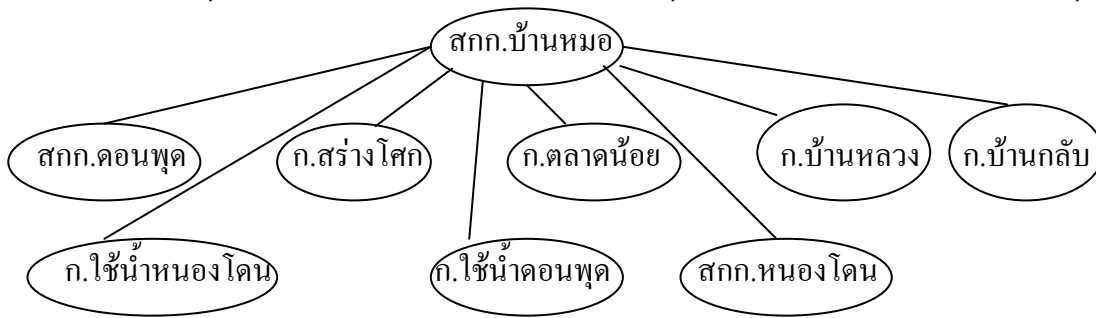 สกก.บ้านหมอ
สกก.ดอนพุด ก.สร่างโศก ก.ตลาดน้อย ก.บ้านหลวง ก.บ้านกลับ
ก.ใช้น้ำหนองโดน ก.ใช้น้ำดอนพุด สกก.หนองโดน